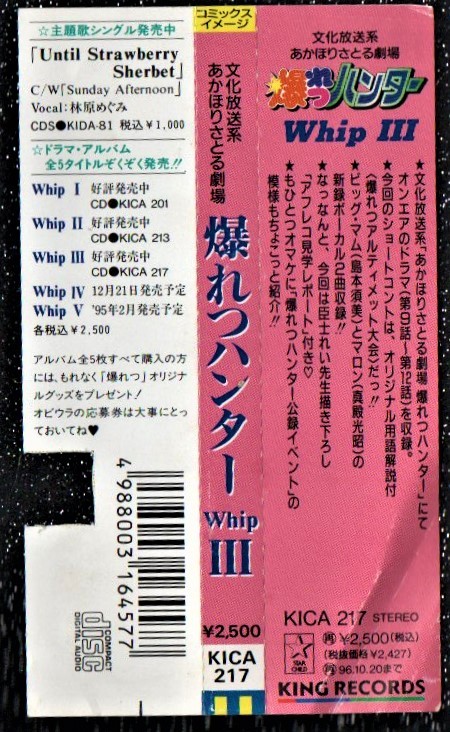 ☆主題歌シングル発売中
「Until Strawberry
Sherbet」
C/W「Sunday Afternoon」
Vocal:林原めぐみ
CDS●KIDA-81 税込¥1,000
☆ドラマ・アルバム
全5タイトルぞくぞく発売!!
Whip I 好評発売中
CD●KICA 201
Whip II 好評発売中
CD●KICA 213
Whip III 好評発売中
CD●KICA 217
Whip IV 12月21日発売予定
Whip V '95年2月発売予定
各税込¥2,500
アルバム全5枚すべて購入の方
には、もれなく「爆れつ」オリジナ
ルグッズをプレゼント!
オビウラの応募券は大事にとっ
ておいてね♥
4988003164577
COMPACT
disc
DIGITAL AUDIO
コミックス
イメージ
文化放送系
あかほりさとる劇場
爆れつハンター
Whip
III
¥2,500
KICA
217
文化放送系
あかほりさとる劇場
爆れつハンター
Whip III
★文化放送系「あかほりさとる劇場 爆れつハンター」にて
オンエアのドラマ(第9話〜第12話)を収録。
★今回のショートコントは、オリジナル用語解説付
〈爆れつアルティメット大会〉だっ!!
★ビッグ・マム(島本須美)とマロン(真殿光昭)の
新録ボーカル2曲収録!!
★なっなんと、今回は臣士れい先生描き下ろし
「アフレコ見学レポート」付き♡
★もひとつオマケに「爆れつハンター公録イベント」の
模様もちょこっと紹介!!
KICA 217 STEREO
STAR
CHILD
再 ¥2,500(税込)
(税抜価格 ¥2,427)
再 96.10.20まで
KING RECORDS